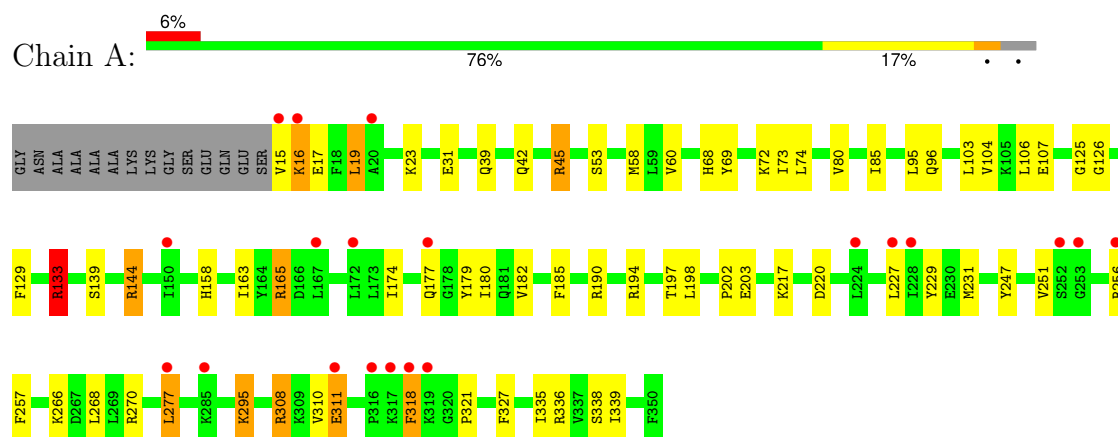 6%
Chain A:
76% 17% • •
GLY ASN ALA ALA ALA ALA ALA LYS LYS GLY SER GLU GLN GLU SER V15 K16 E17 F18 L19 A20 K23 E31 Q39 Q42 R45 S53 M58 L59 V60 H68 Y69 K72 I73 L74 V80 I85 L95 Q96 L103 V104 K105 L106 E107 G125 G126
F129 R133 S139 R144 I150 H158 I163 Y164 R165 D166 L167 L172 L173 I174 Q177 G178 Y179 I180 Q181 V182 F185 R190 R194 T197 L198 P202 E203 K217 D220 L224 L227 I228 Y229 E230 M231 Y247 V251 S252 G253 R256
F257 K266 D267 L268 L269 R270 L277 K285 K295 R308 K309 V310 E311 P316 K317 F318 K319 G320 P321 F327 I335 R336 V337 S338 I339 F350